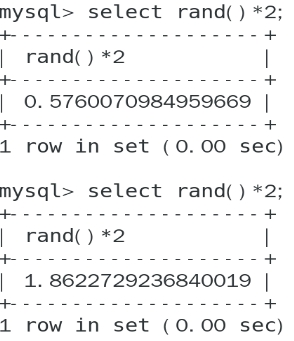 mysql> select rand()*2;
+--------------------+
| rand()*2           |
+--------------------+
| 0.5760070984959669 |
+--------------------+
1 row in set (0.00 sec)
mysql> select rand()*2;
+--------------------+
| rand()*2           |
+--------------------+
| 1.8622729236840019 |
+--------------------+
1 row in set (0.00 sec)